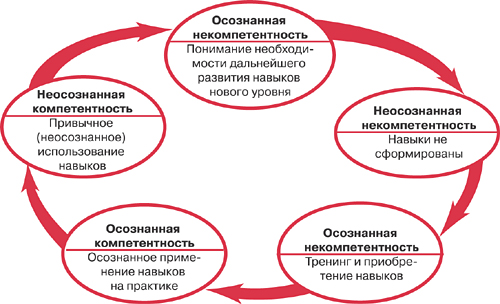 Осознанная
некомпетентность
Понимание необходи-
мости дальнейшего
развития навыков
нового уровня
Неосознанная
некомпетентность
Навыки не
сформированы
Осознанная
некомпетентность
Тренинг и приобре-
тение навыков
Осознанная
компетентность
Осознанное приме-
нение навыков
на практике
Неосознанная
компетентность
Привычное
(неосознанное)
использование
навыков